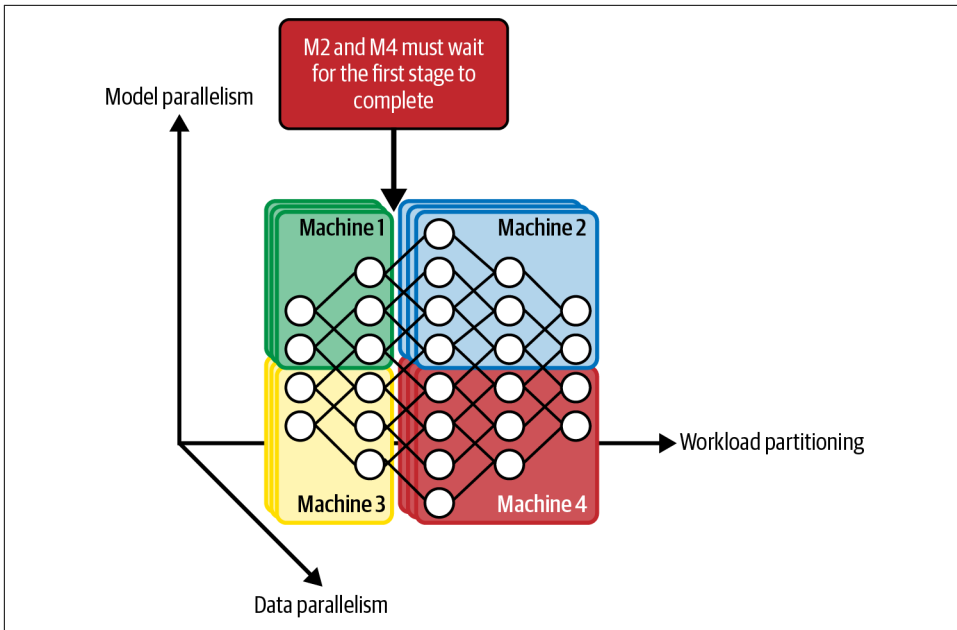 M2 and M4 must wait
for the first stage to
complete
Model parallelism
Machine 1
Machine 2
Workload partitioning
Machine 3
Machine 4
Data parallelism